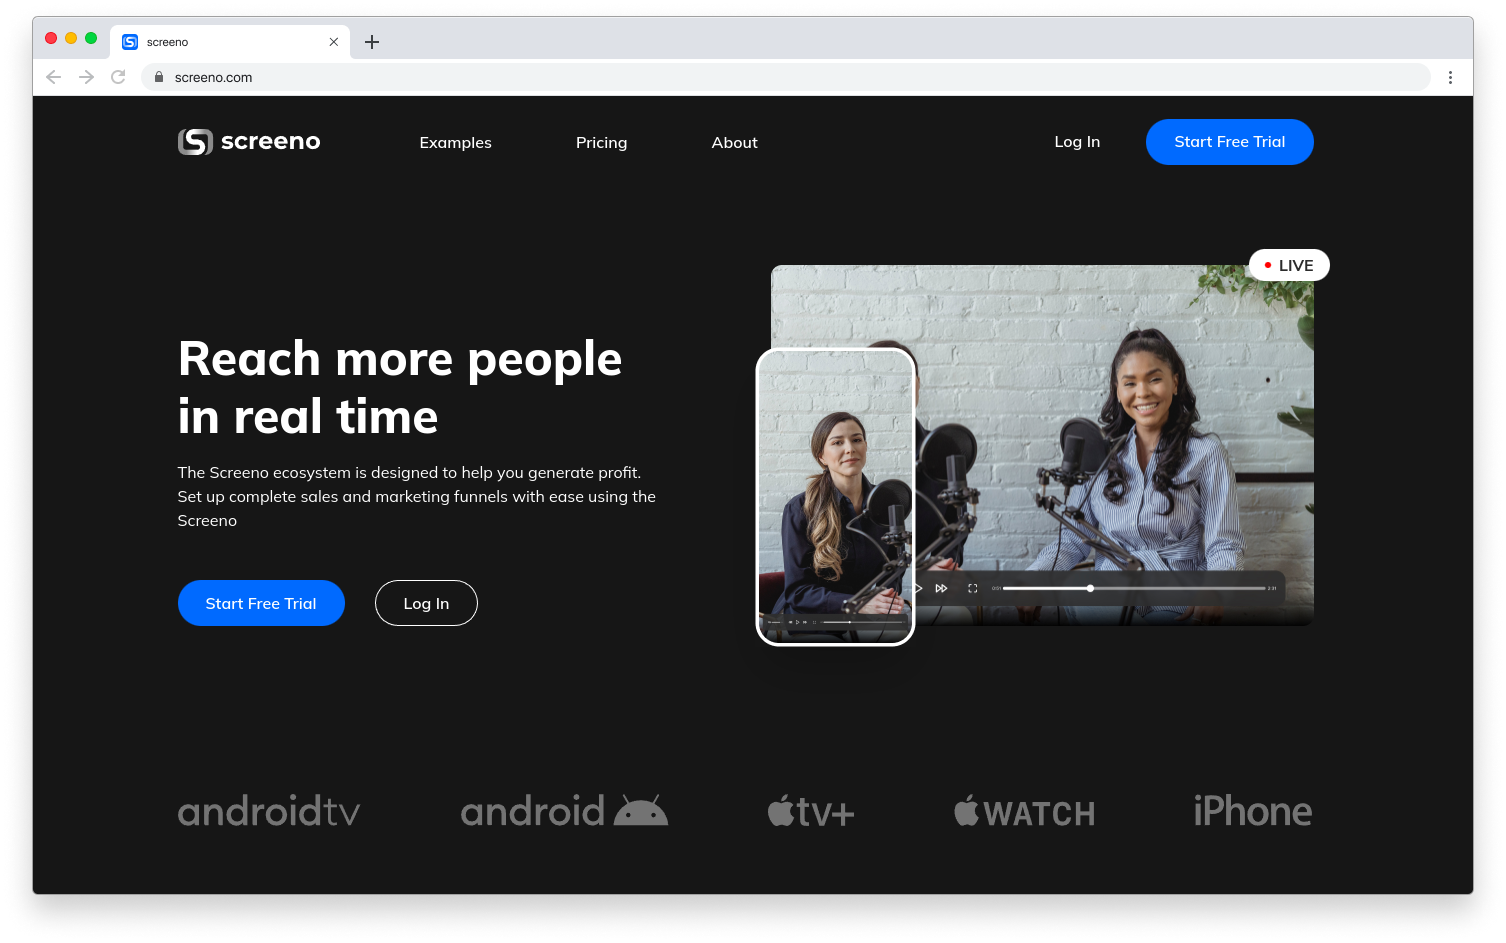 screeno
screeno.com
screeno
Examples
Pricing
About
Log In
Start Free Trial
LIVE
Reach more people
in real time
The Screeno ecosystem is designed to help you generate profit.
Set up complete sales and marketing funnels with ease using the
Screeno
Start Free Trial
Log In
androidtv
android
tv+
WATCH
iPhone